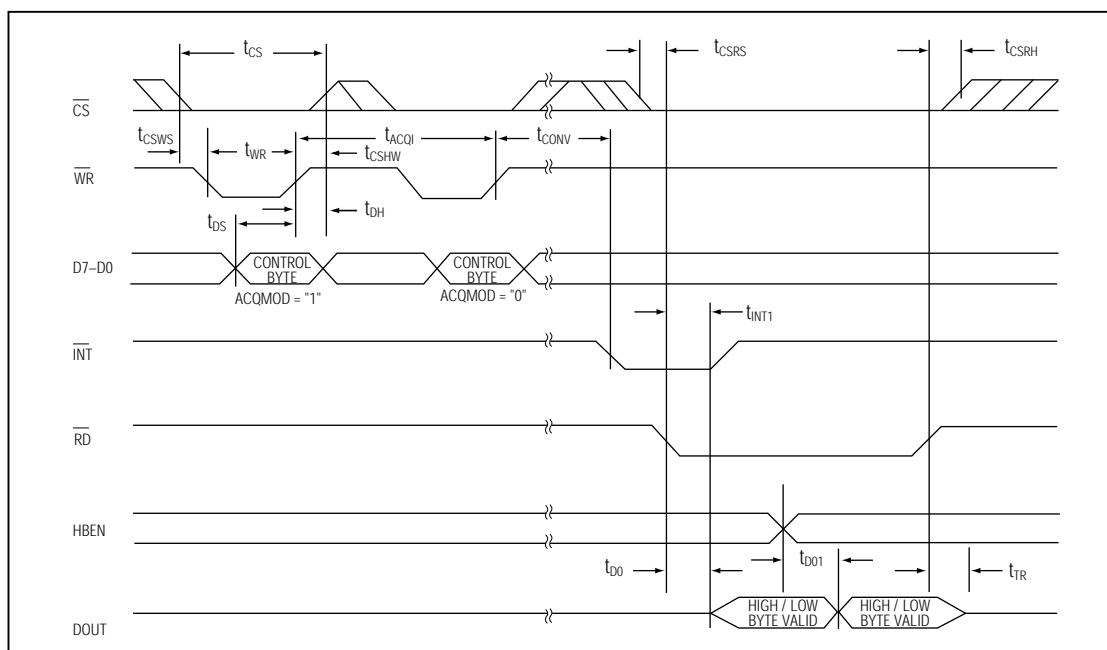 tCS
tCSRS
tCSRH
CS
tCSWS
tWR
tACQI
tCSHW
tCONV
WR
tDS
tDH
D7–D0
CONTROL
BYTE
CONTROL
BYTE
ACQMOD = "1"
ACQMOD = "0"
tINT1
INT
RD
HBEN
tD0
tD01
tTR
HIGH / LOW
BYTE VALID
HIGH / LOW
BYTE VALID
DOUT